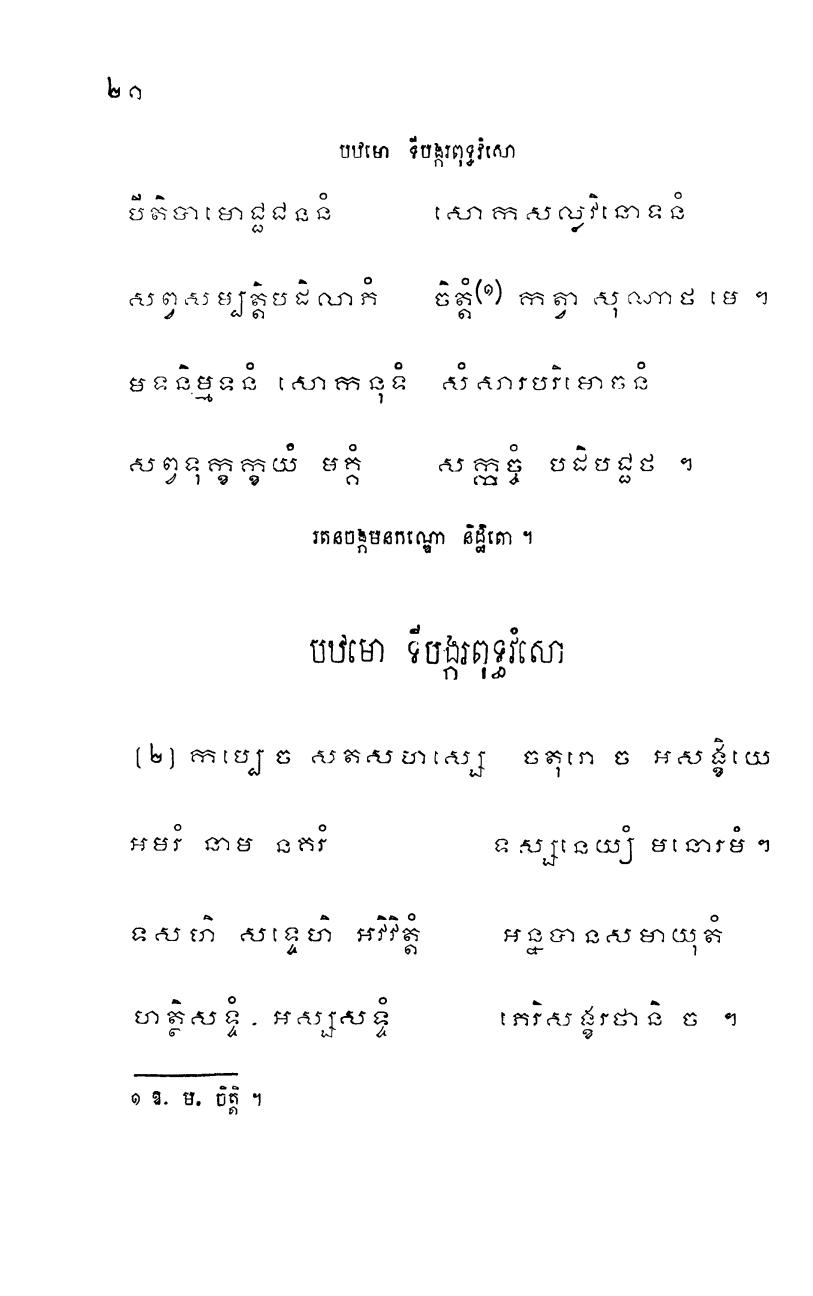 ២១
បឋមោ ទីបង្ករពុទ្ធវំសោ
បីតិបាមោជ្ជជននំ សោកសល្លវិនោទនំ
សព្វសម្បត្តិបដិលាភំ ចិត្តំ(១) កត្វា សុណាថ មេ ។
មទនិម្មទនំ សោកនុទំ សំសារបរិមោចនំ
សព្វទុក្ខក្ខយំ មគ្គំ សក្កច្ចំ បដិបជ្ជថ ។
រតនចង្កមនកណ្ឌោ និដ្ឋិតោ ។
បឋមោ ទីបង្ករពុទ្ធវំសោ
(២) កប្បេ ច សតសហស្សេ ចតុរោ ច អសង្ខិយេ
អមរំ នាម នគរំ ទស្សនេយ្យំ មនោរមំ ។
ទសហិ សទ្ទេហិ អវិវិត្តំ អន្នបានសមាយុតំ
ហត្ថិសទ្ទំ អស្សសទ្ទំ ភេរិសង្ខរថានិ ច ។
១ ឱ. ម. ចិត្តិ ។